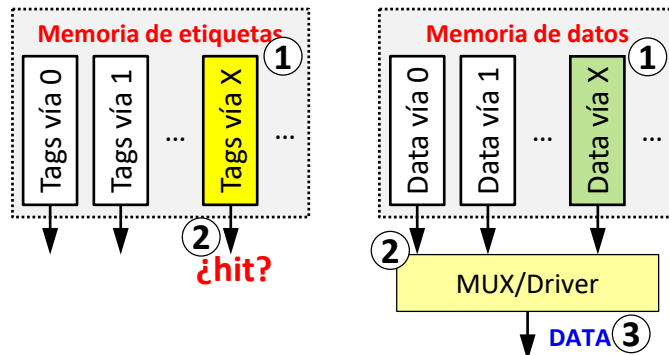 Memoria de etiquetas
1
Tags vía 0
Tags vía 1
...
Tags vía X
...
2
¿hit?
Memoria de datos
1
Data vía 0
Data vía 1
...
Data vía X
...
2
MUX/Driver
DATA 3